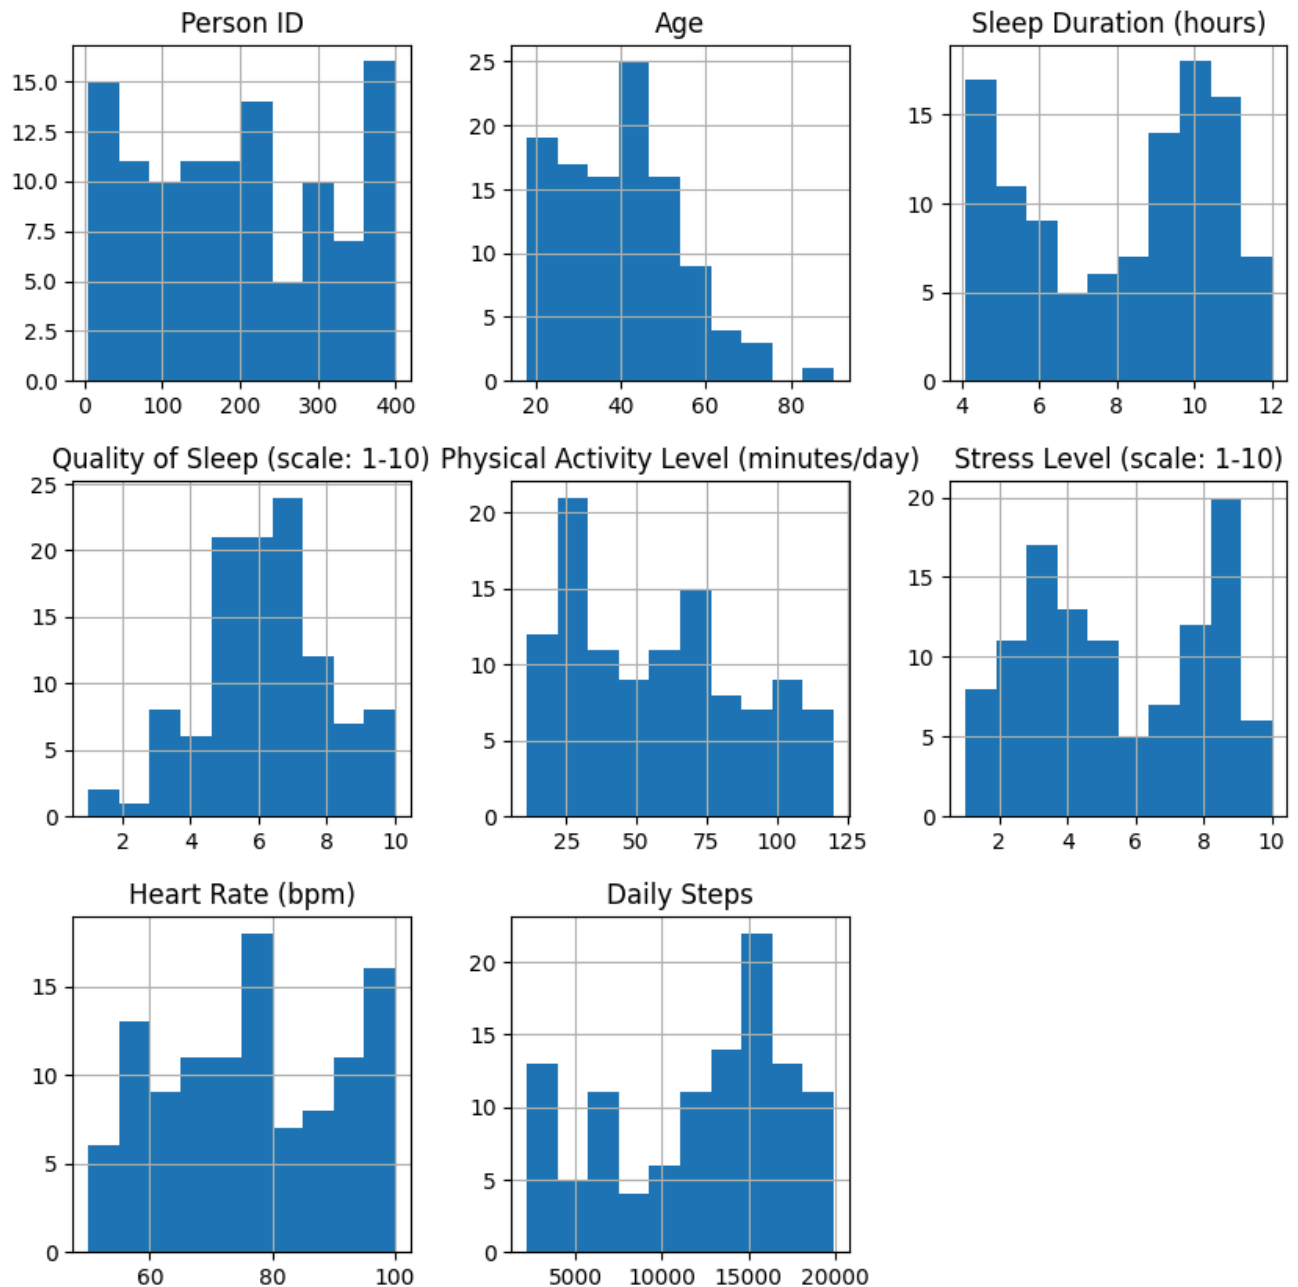 Person ID
15.0
12.5
10.0
7.5
5.0
2.5
0.0
0 100 200 300 400
Age
25
20
15
10
5
0
20 40 60 80
Sleep Duration (hours)
15
10
5
0
4 6 8 10 12
Quality of Sleep (scale: 1-10)
25
20
15
10
5
0
2 4 6 8 10
Physical Activity Level (minutes/day)
20
15
10
5
0
25 50 75 100 125
Stress Level (scale: 1-10)
20
15
10
5
0
2 4 6 8 10
Heart Rate (bpm)
15
10
5
0
60 80 100
Daily Steps
20
15
10
5
0
5000 10000 15000 20000